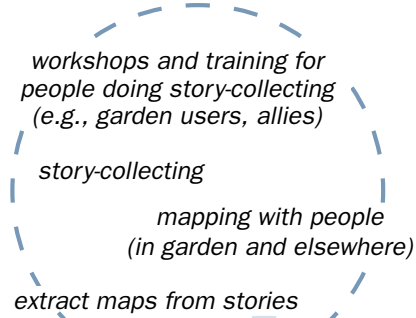 workshops and training for
people doing story-collecting
(e.g., garden users, allies)
story-collecting
mapping with people
(in garden and elsewhere)
extract maps from stories